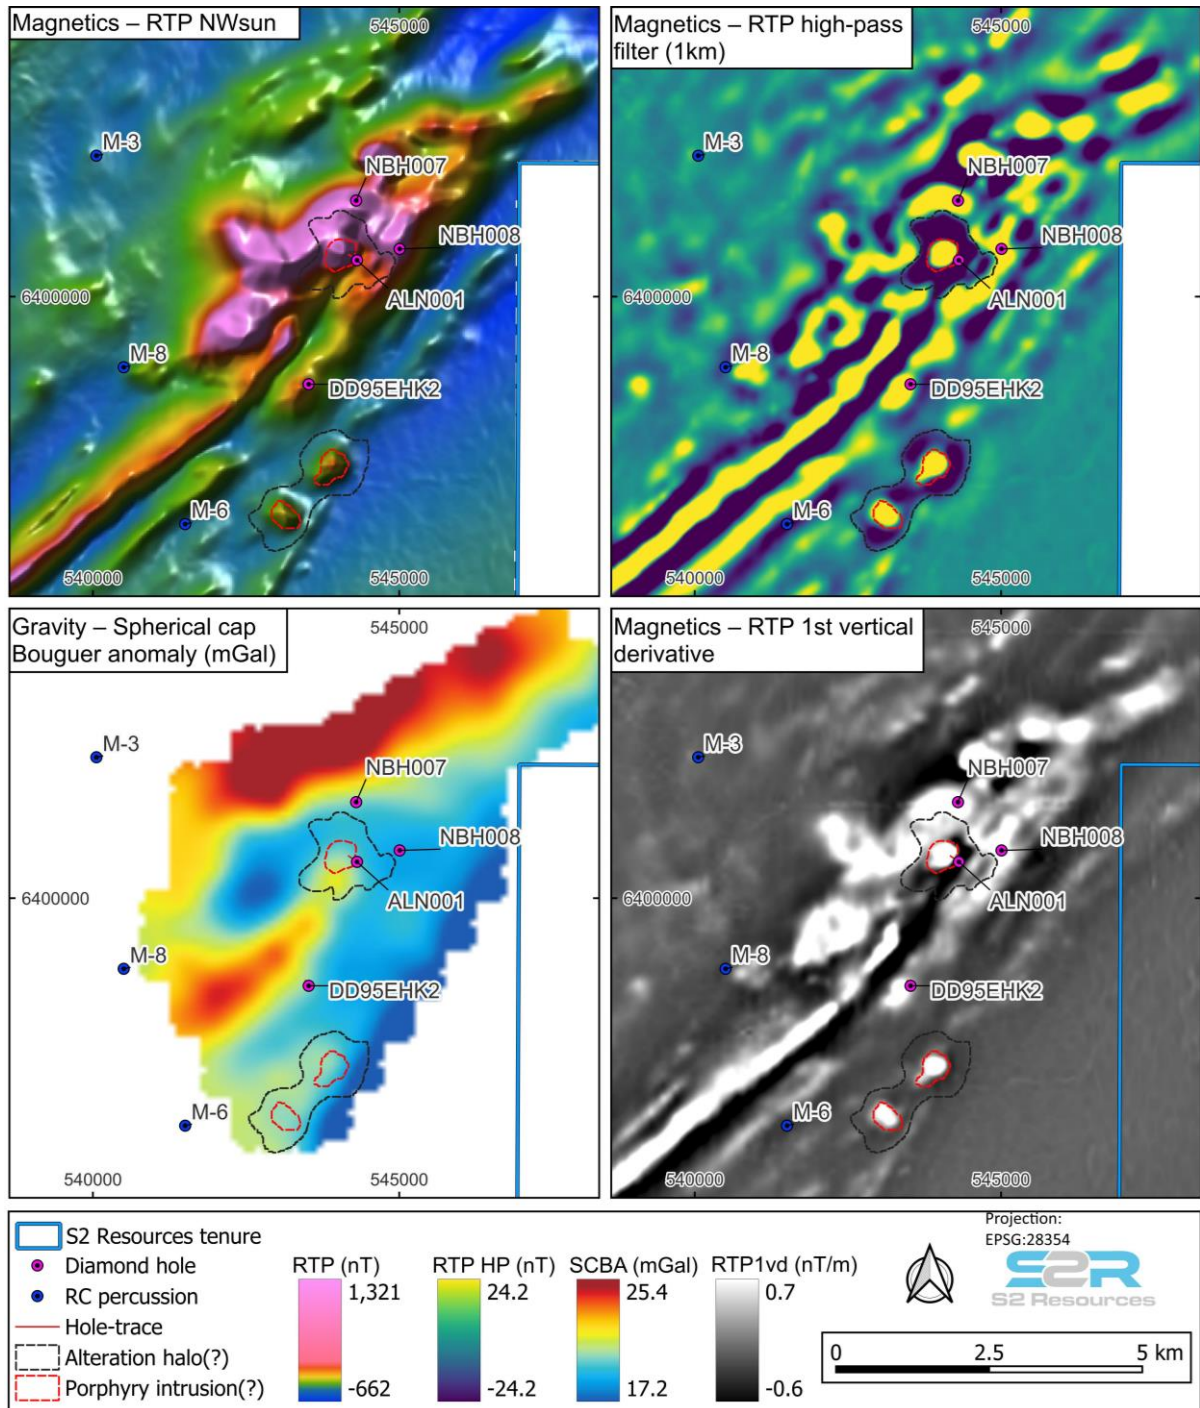 Magnetics – RTP NWsun
545000
M-3
NBH007
NBH008
6400000
ALN001
M-8
DD95EHK2
M-6
540000
545000
Magnetics – RTP high-pass
filter (1km)
545000
M-3
NBH007
NBH008
6400000
ALN001
M-8
DD95EHK2
M-6
540000
545000
Gravity – Spherical cap
Bouguer anomaly (mGal)
545000
M-3
NBH007
NBH008
6400000
ALN001
M-8
DD95EHK2
M-6
540000
545000
Magnetics – RTP 1st vertical
derivative
545000
M-3
NBH007
NBH008
6400000
ALN001
M-8
DD95EHK2
M-6
540000
545000
S2 Resources tenure
Diamond hole
RC percussion
Hole-trace
Alteration halo(?)
Porphyry intrusion(?)
RTP (nT)
1,321
-662
RTP HP (nT)
24.2
-24.2
SCBA (mGal)
25.4
17.2
RTP1vd (nT/m)
0.7
-0.6
Projection:
EPSG:28354
S2R
S2 Resources
0 2.5 5 km